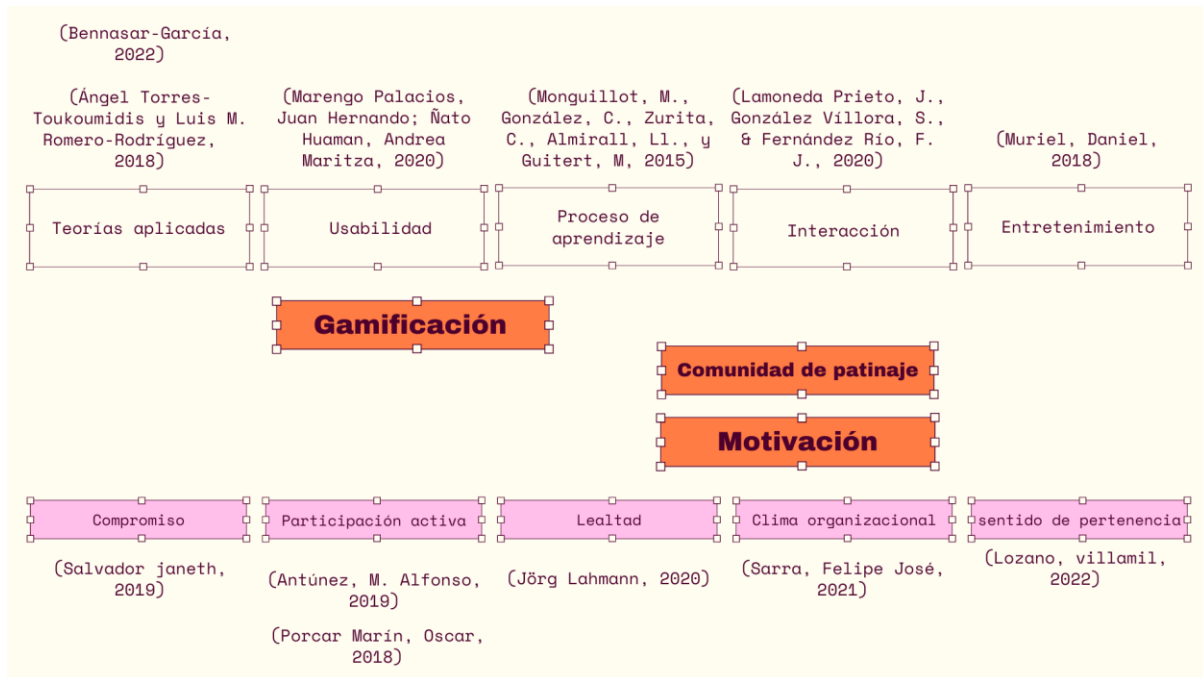 (Bennasar-García,
2022)
(Ángel Torres-
Toukoumidis y Luis M.
Romero-Rodríguez,
2018)
(Marengo Palacios,
Juan Hernando; Ñato
Huaman, Andrea
Maritza, 2020)
(Monguillot, M.,
González, C., Zurita,
C., Almirall, Ll., y
Guitert, M, 2015)
(Lamoneda Prieto, J.,
González Víllora, S.,
& Fernández Río, F.
J., 2020)
(Muriel, Daniel,
2018)
Teorías aplicadas
Usabilidad
Proceso de
aprendizaje
Interacción
Entretenimiento
Gamificación
Comunidad de patinaje
Motivación
Compromiso
Participación activa
Lealtad
Clima organizacional
sentido de pertenencia
(Salvador janeth,
2019)
(Antúnez, M. Alfonso,
2019)
(Porcar Marín, Oscar,
2018)
(Jörg Lahmann, 2020)
(Sarra, Felipe José,
2021)
(Lozano, villamil,
2022)